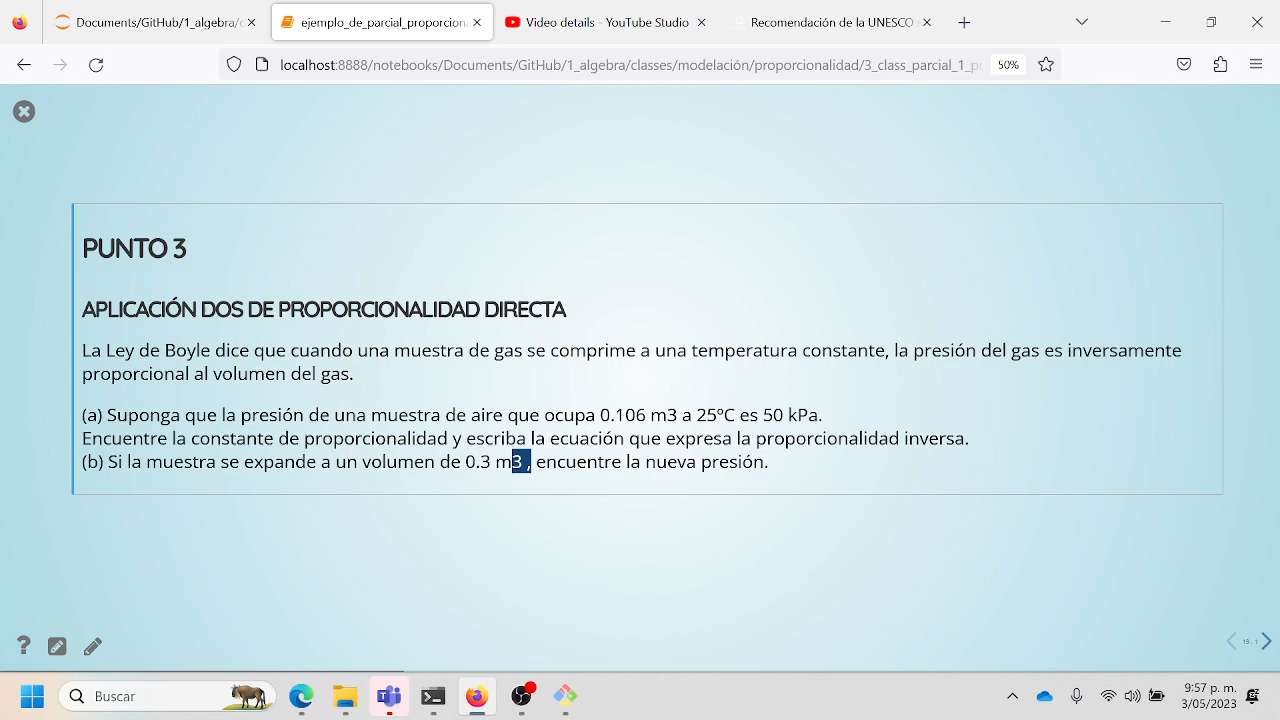 Documents/GitHub/1_algebra/c
ejemplo_de_parcial_proporcion
Video details - YouTube Studio
Recomendación de la UNESCO
localhost:8888/notebooks/Documents/GitHub/1_algebra/classes/modelación/proporcionalidad/3_class_parcial_1_p
50%
PUNTO 3
APLICACIÓN DOS DE PROPORCIONALIDAD DIRECTA
La Ley de Boyle dice que cuando una muestra de gas se comprime a una temperatura constante, la presión del gas es inversamente
proporcional al volumen del gas.
(a) Suponga que la presión de una muestra de aire que ocupa 0.106 m3 a 25ºC es 50 kPa.
Encuentre la constante de proporcionalidad y escriba la ecuación que expresa la proporcionalidad inversa.
(b) Si la muestra se expande a un volumen de 0.3 m3 , encuentre la nueva presión.
19.1
Buscar
9:57 p. m.
3/05/2023